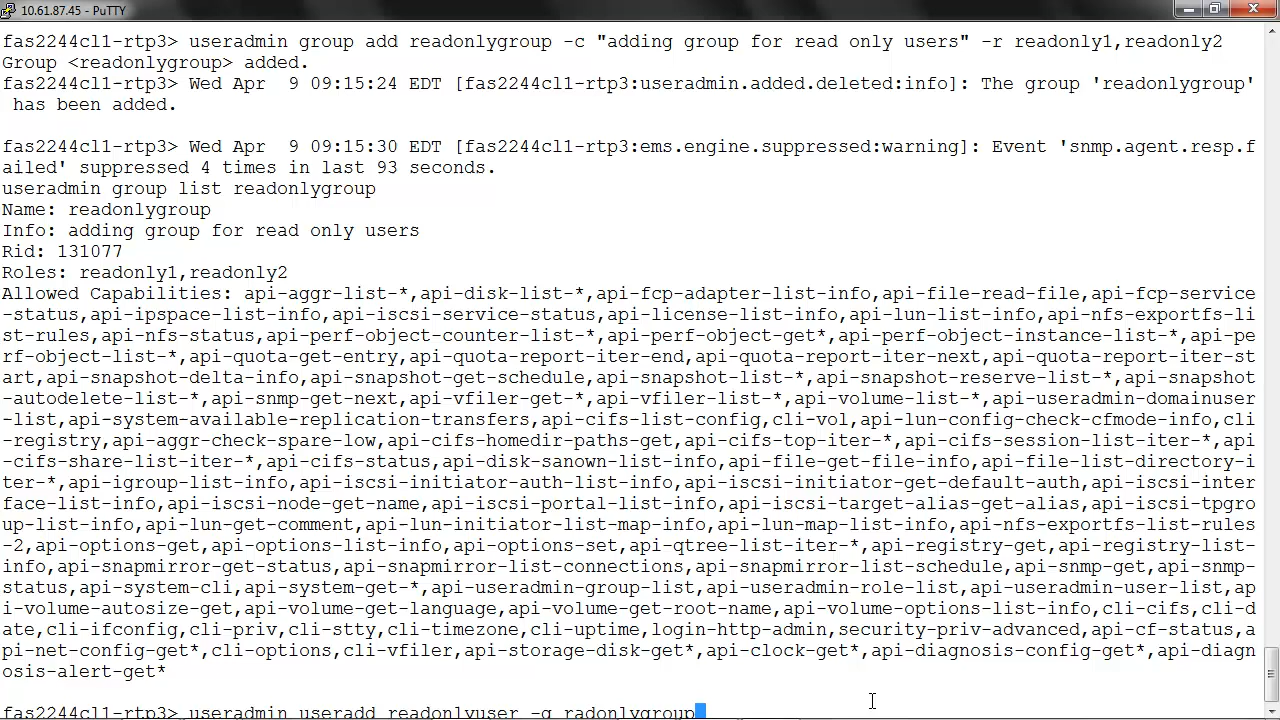 10.61.87.45 - PuTTY
fas2244cl1-rtp3> useradmin group add readonlygroup -c "adding group for read only users" -r readonly1,readonly2
Group <readonlygroup> added.
fas2244cl1-rtp3> Wed Apr  9 09:15:24 EDT [fas2244cl1-rtp3:useradmin.added.deleted:info]: The group 'readonlygroup'
 has been added.
fas2244cl1-rtp3> Wed Apr  9 09:15:30 EDT [fas2244cl1-rtp3:ems.engine.suppressed:warning]: Event 'snmp.agent.resp.f
ailed' suppressed 4 times in last 93 seconds.
useradmin group list readonlygroup
Name: readonlygroup
Info: adding group for read only users
Rid: 131077
Roles: readonly1,readonly2
Allowed Capabilities: api-aggr-list-*,api-disk-list-*,api-fcp-adapter-list-info,api-file-read-file,api-fcp-service
-status,api-ipspace-list-info,api-iscsi-service-status,api-license-list-info,api-lun-list-info,api-nfs-exportfs-li
st-rules,api-nfs-status,api-perf-object-counter-list-*,api-perf-object-get*,api-perf-object-instance-list-*,api-pe
rf-object-list-*,api-quota-get-entry,api-quota-report-iter-end,api-quota-report-iter-next,api-quota-report-iter-st
art,api-snapshot-delta-info,api-snapshot-get-schedule,api-snapshot-list-*,api-snapshot-reserve-list-*,api-snapshot
-autodelete-list-*,api-snmp-get-next,api-vfiler-get-*,api-vfiler-list-*,api-volume-list-*,api-useradmin-domainuser
-list,api-system-available-replication-transfers,api-cifs-list-config,cli-vol,api-lun-config-check-cfmode-info,cli
-registry,api-aggr-check-spare-low,api-cifs-homedir-paths-get,api-cifs-top-iter-*,api-cifs-session-list-iter-*,api
-cifs-share-list-iter-*,api-cifs-status,api-disk-sanown-list-info,api-file-get-file-info,api-file-list-directory-i
ter-*,api-igroup-list-info,api-iscsi-initiator-auth-list-info,api-iscsi-initiator-get-default-auth,api-iscsi-inter
face-list-info,api-iscsi-node-get-name,api-iscsi-portal-list-info,api-iscsi-target-alias-get-alias,api-iscsi-tpgro
up-list-info,api-lun-get-comment,api-lun-initiator-list-map-info,api-lun-map-list-info,api-nfs-exportfs-list-rules
-2,api-options-get,api-options-list-info,api-options-set,api-qtree-list-iter-*,api-registry-get,api-registry-list-
info,api-snapmirror-get-status,api-snapmirror-list-connections,api-snapmirror-list-schedule,api-snmp-get,api-snmp-
status,api-system-cli,api-system-get-*,api-useradmin-group-list,api-useradmin-role-list,api-useradmin-user-list,ap
i-volume-autosize-get,api-volume-get-language,api-volume-get-root-name,api-volume-options-list-info,cli-cifs,cli-d
ate,cli-ifconfig,cli-priv,cli-stty,cli-timezone,cli-uptime,login-http-admin,security-priv-advanced,api-cf-status,a
pi-net-config-get*,cli-options,cli-vfiler,api-storage-disk-get*,api-clock-get*,api-diagnosis-config-get*,api-diagn
osis-alert-get*
fas2244cl1-rtp3> useradmin useradd readonlyuser -g radonlygroup